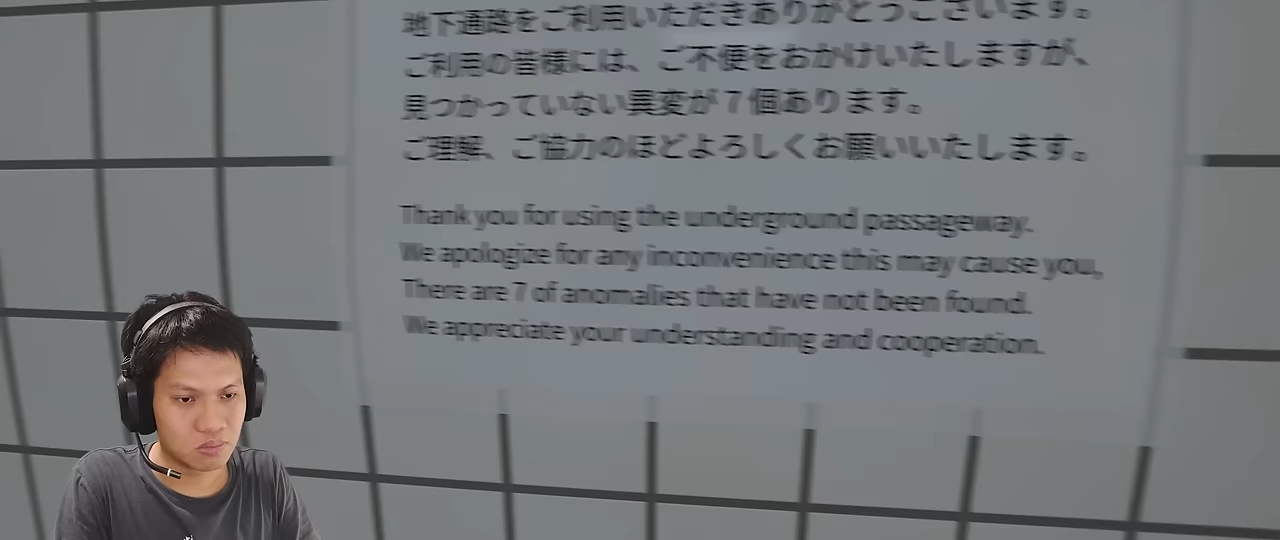 地下通路をご利用いただきありがとうございます。
ご利用の皆様には、ご不便をおかけいたしますが、
見つかっていない異変が7個あります。
ご理解、ご協力のほどよろしくお願いいたします。
Thank you for using the underground passageway.
We apologize for any inconvenience this may cause you,
There are 7 of anomalies that have not been found.
We appreciate your understanding and cooperation.